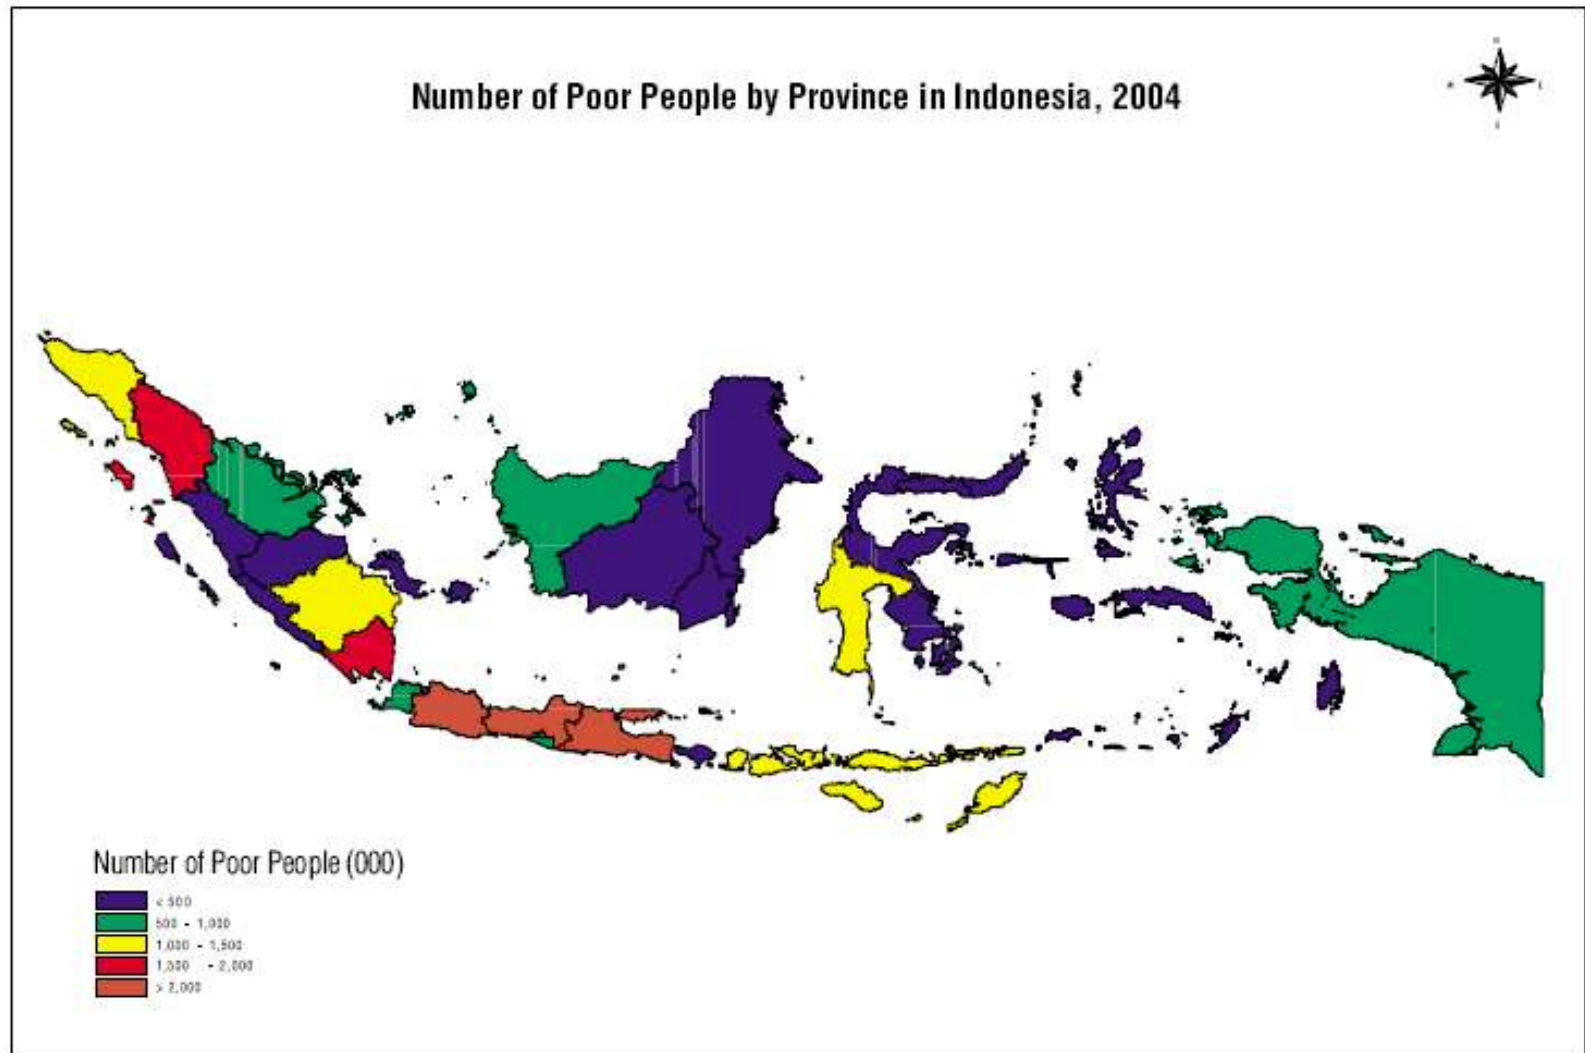 Number of Poor People by Province in Indonesia, 2004
Number of Poor People (000)
< 500
500 - 1,000
1,000 - 1,500
1,500 - 2,000
> 2,000